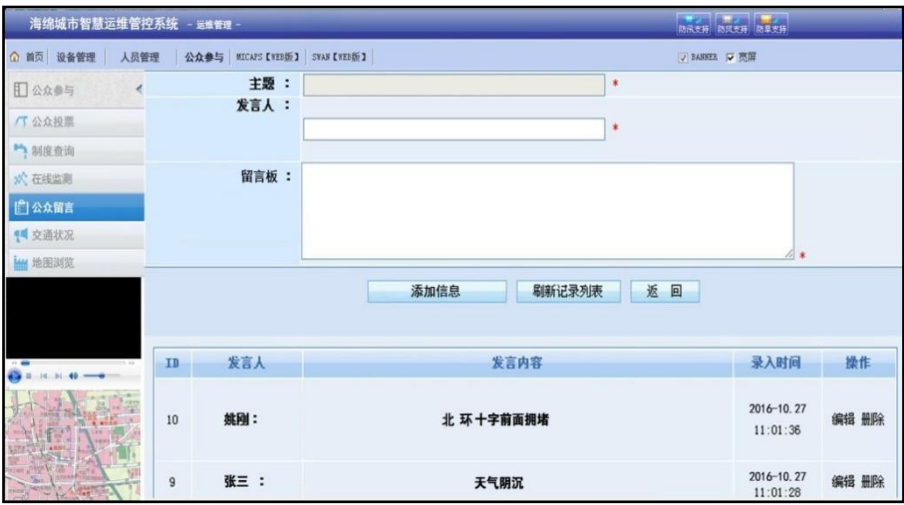 海绵城市智慧运维管控系统 - 运维管理 -
防汛支持 防风支持 防旱支持
首页 设备管理 人员管理 公众参与 MICAPS【WEB版】 SWAN【WEB版】 BANNER 宽屏
公众参与
公众投票
制度查询
在线监测
公众留言
交通状况
地图浏览
主题 : *
发言人 :
*
留言板 :
*
添加信息 刷新记录列表 返 回
ID 发言人 发言内容 录入时间 操作
10 姚刚: 北 环十字前面拥堵 2016-10.27 11:01:36 编辑 删除
9 张三 : 天气阴沉 2016-10.27 11:01:28 编辑 删除